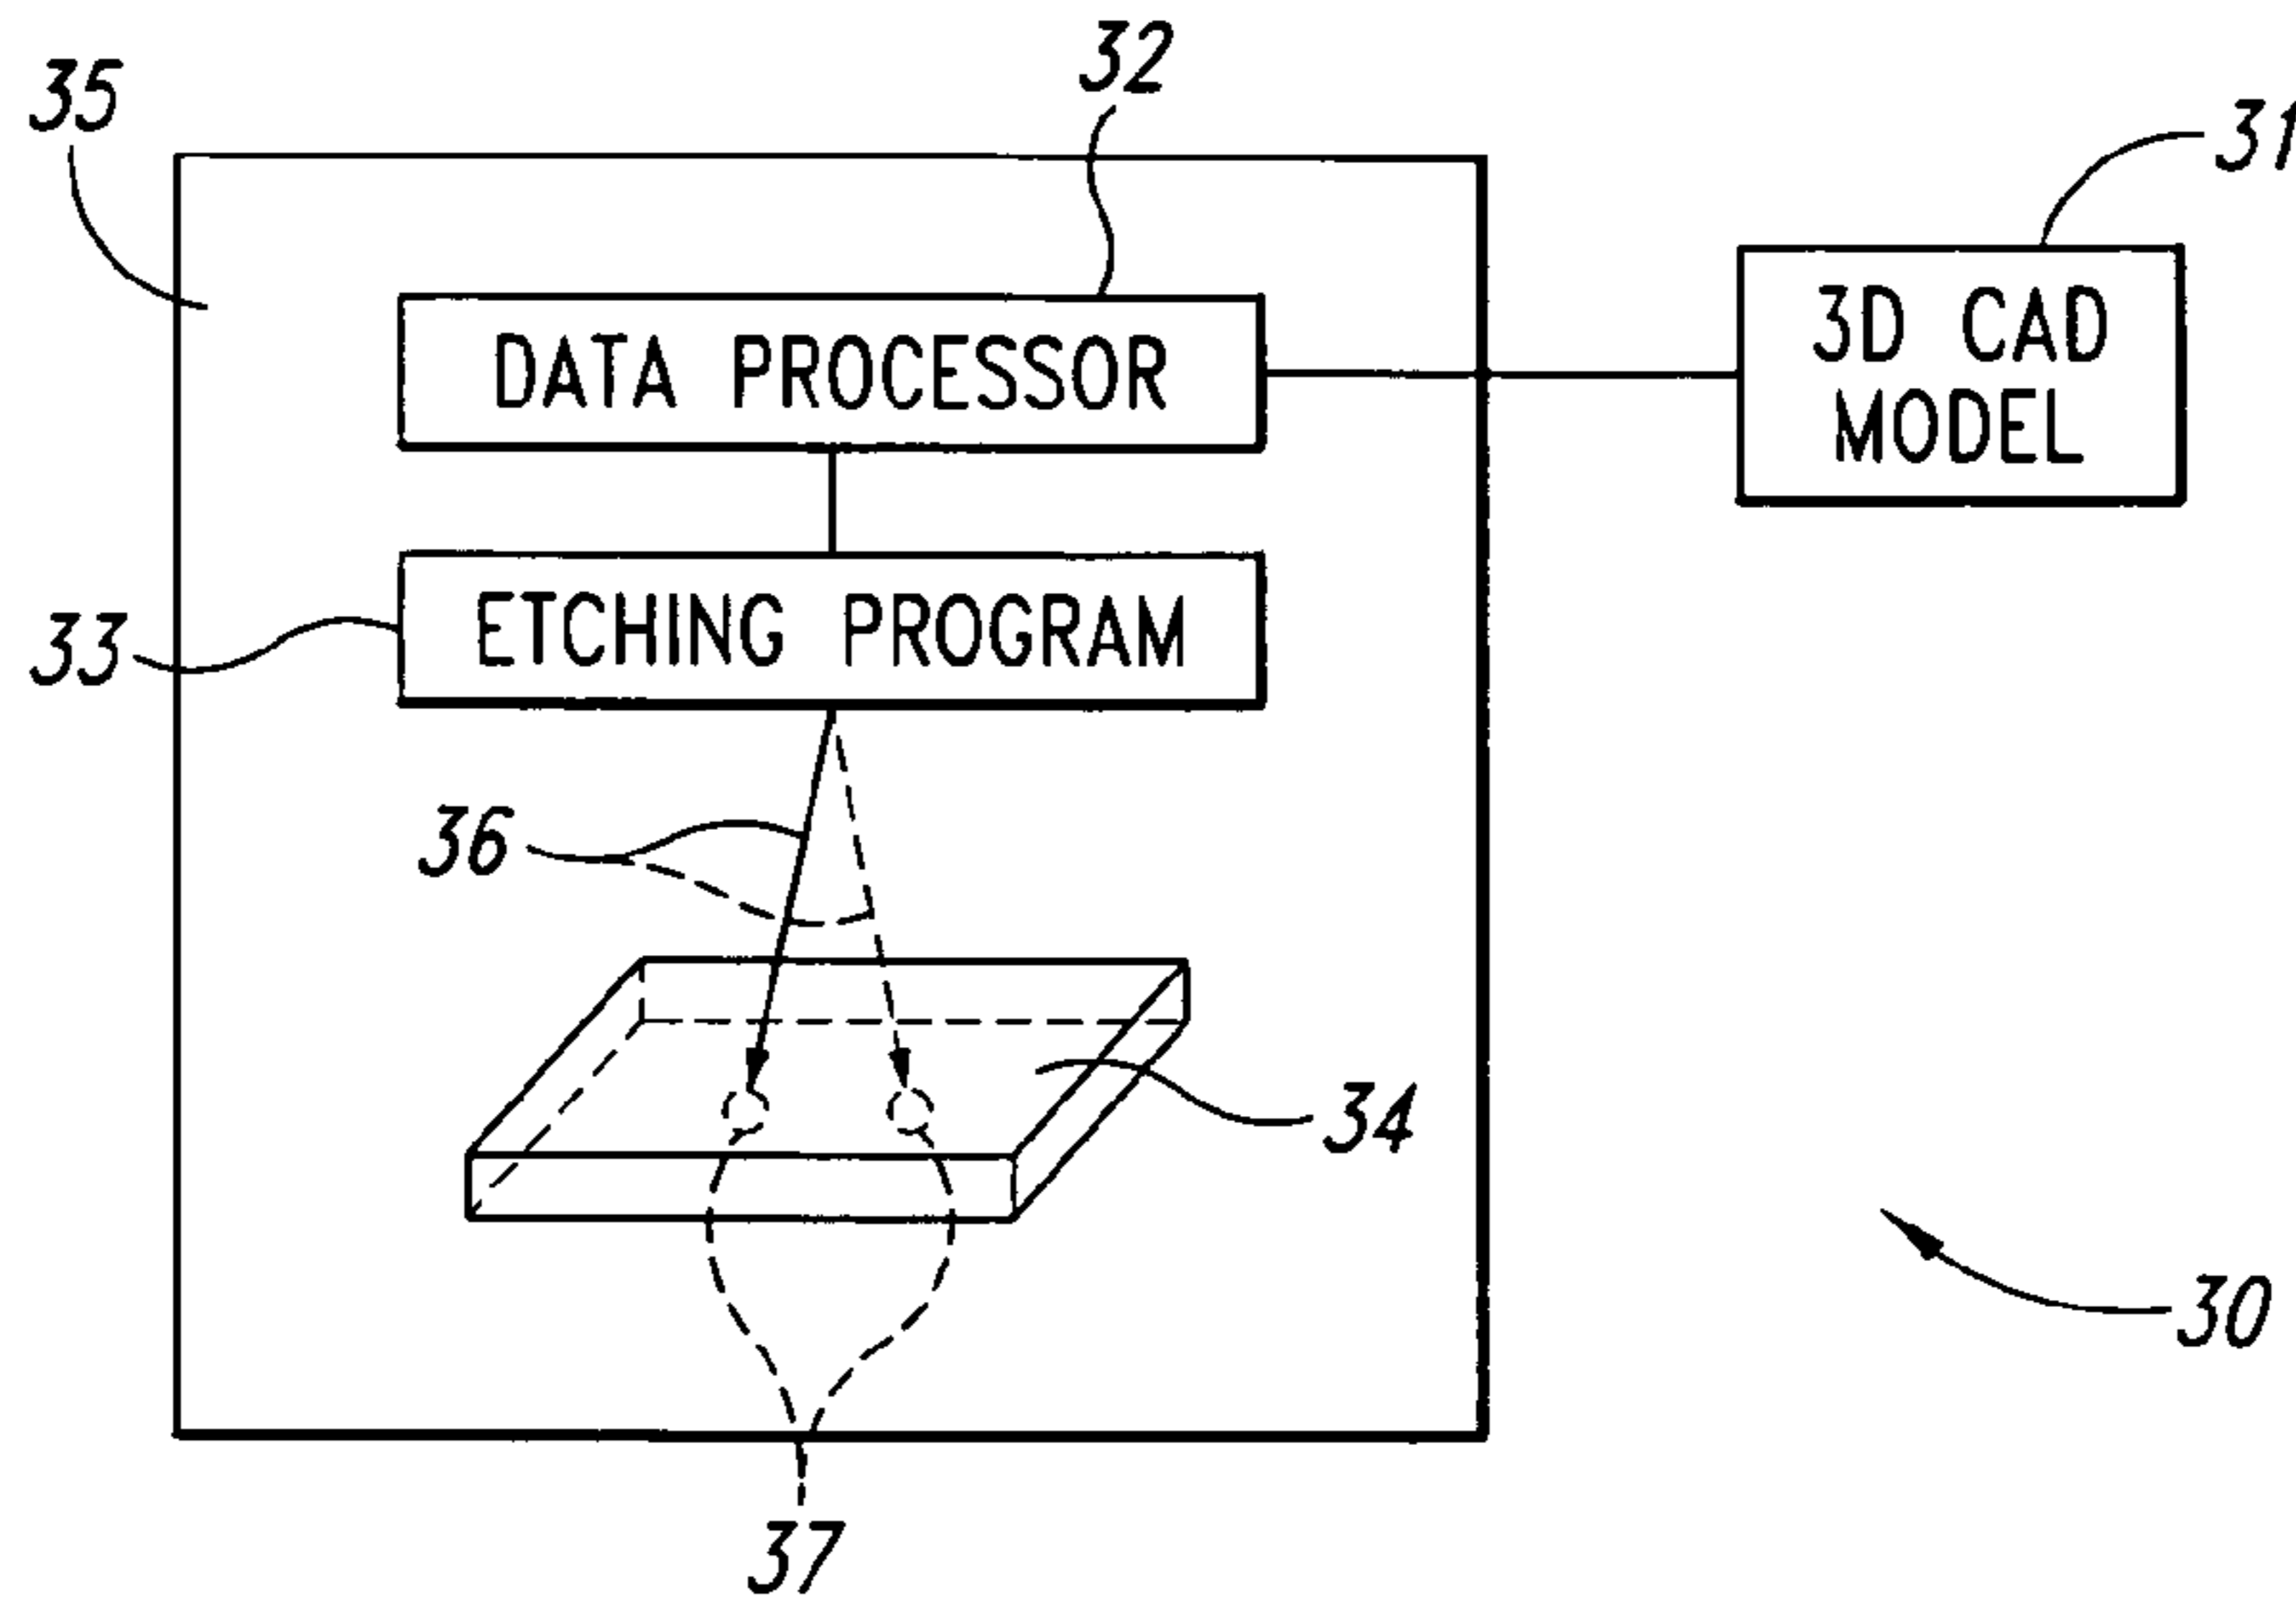 32
35
31
3D CAD
MODEL
DATA PROCESSOR
ETCHING PROGRAM
33
36
34
30
37